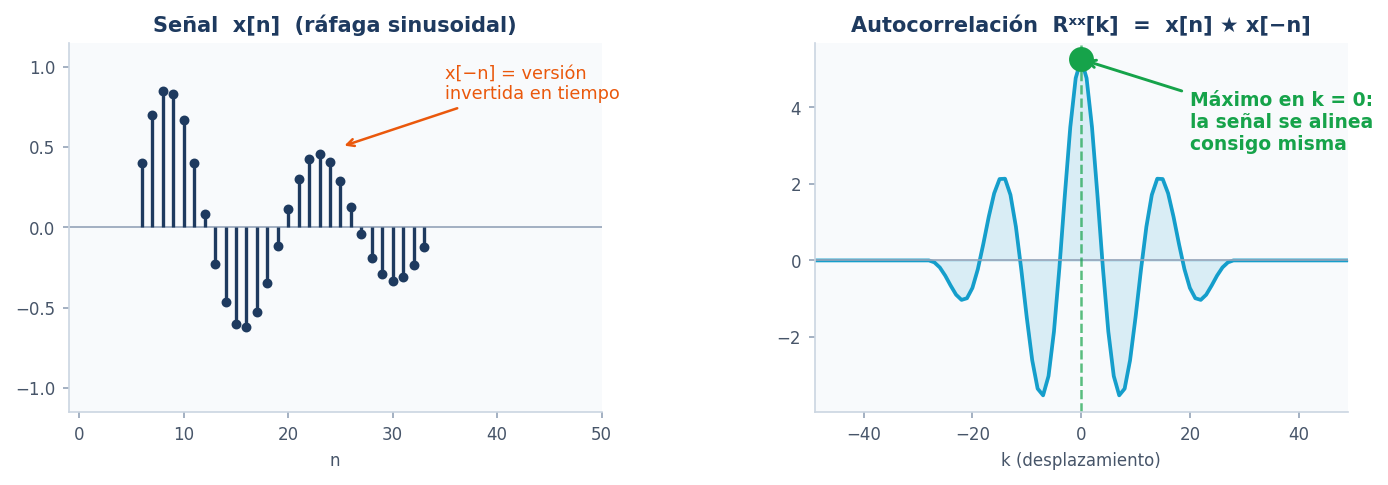 Señal  x[n]  (ráfaga sinusoidal)
1.0
0.5
0.0
−0.5
−1.0
x[−n] = versión
invertida en tiempo
0
10
20
30
40
50
n
Autocorrelación  Rˣˣ[k]  =  x[n] ★ x[−n]
4
2
0
−2
Máximo en k = 0:
la señal se alinea
consigo misma
−40
−20
0
20
40
k (desplazamiento)